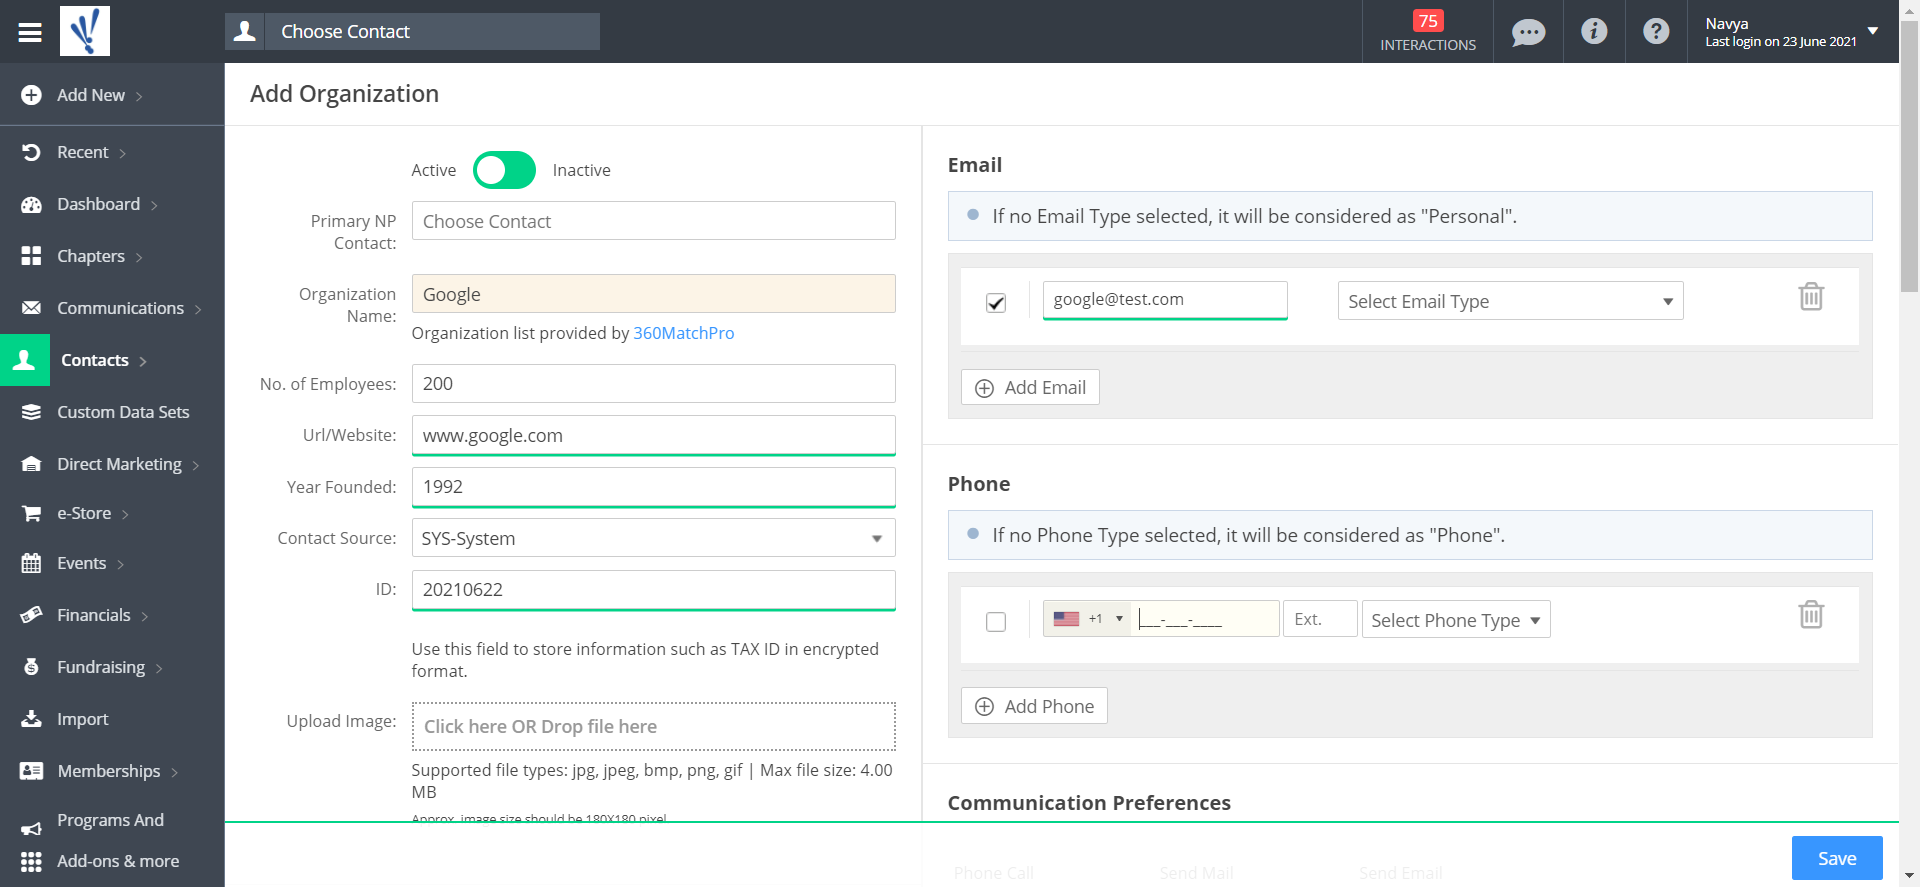 Choose Contact
75
INTERACTIONS
Navya
Last login on 23 June 2021
Add New
Recent
Dashboard
Chapters
Communications
Contacts
Custom Data Sets
Direct Marketing
e-Store
Events
Financials
Fundraising
Import
Memberships
Programs And
Add-ons & more
Add Organization
Active Inactive
Primary NP
Contact:
Choose Contact
Organization
Name:
Google
Organization list provided by 360MatchPro
No. of Employees: 200
Url/Website: www.google.com
Year Founded: 1992
Contact Source: SYS-System
ID: 20210622
Use this field to store information such as TAX ID in encrypted
format.
Upload Image: Click here OR Drop file here
Supported file types: jpg, jpeg, bmp, png, gif | Max file size: 4.00
MB
Approx. image size should be 180X180 pixel
Email
If no Email Type selected, it will be considered as "Personal".
google@test.com Select Email Type
Add Email
Phone
If no Phone Type selected, it will be considered as "Phone".
+1 ___-___-____ Ext. Select Phone Type
Add Phone
Communication Preferences
Phone Call Send Mail Send Email
Save